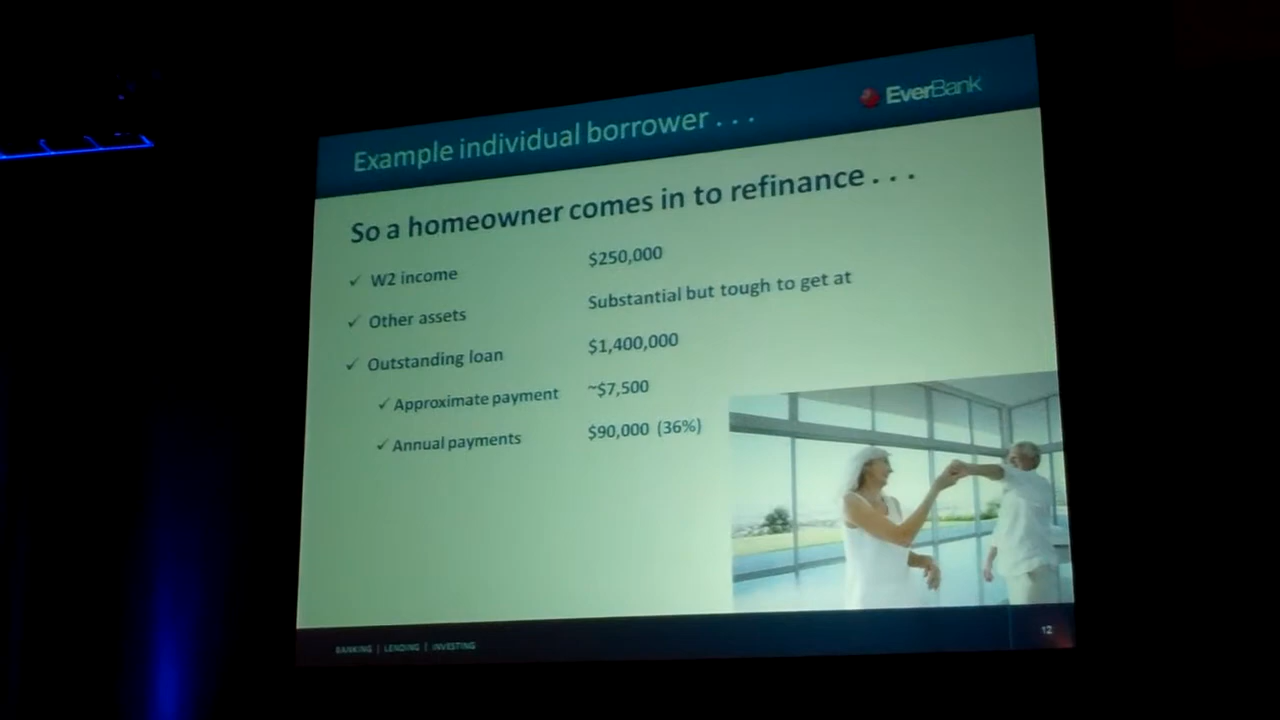 EverBank
Example individual borrower . . .
So a homeowner comes in to refinance . . .
✓ W2 income $250,000
✓ Other assets Substantial but tough to get at
✓ Outstanding loan $1,400,000
✓ Approximate payment ~$7,500
✓ Annual payments $90,000 (36%)
BANKING | LENDING | INVESTING
12